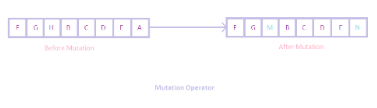 F G H B C D E A
F G M B C D E N
Before Mutation
After Mutation
Mutation Operator